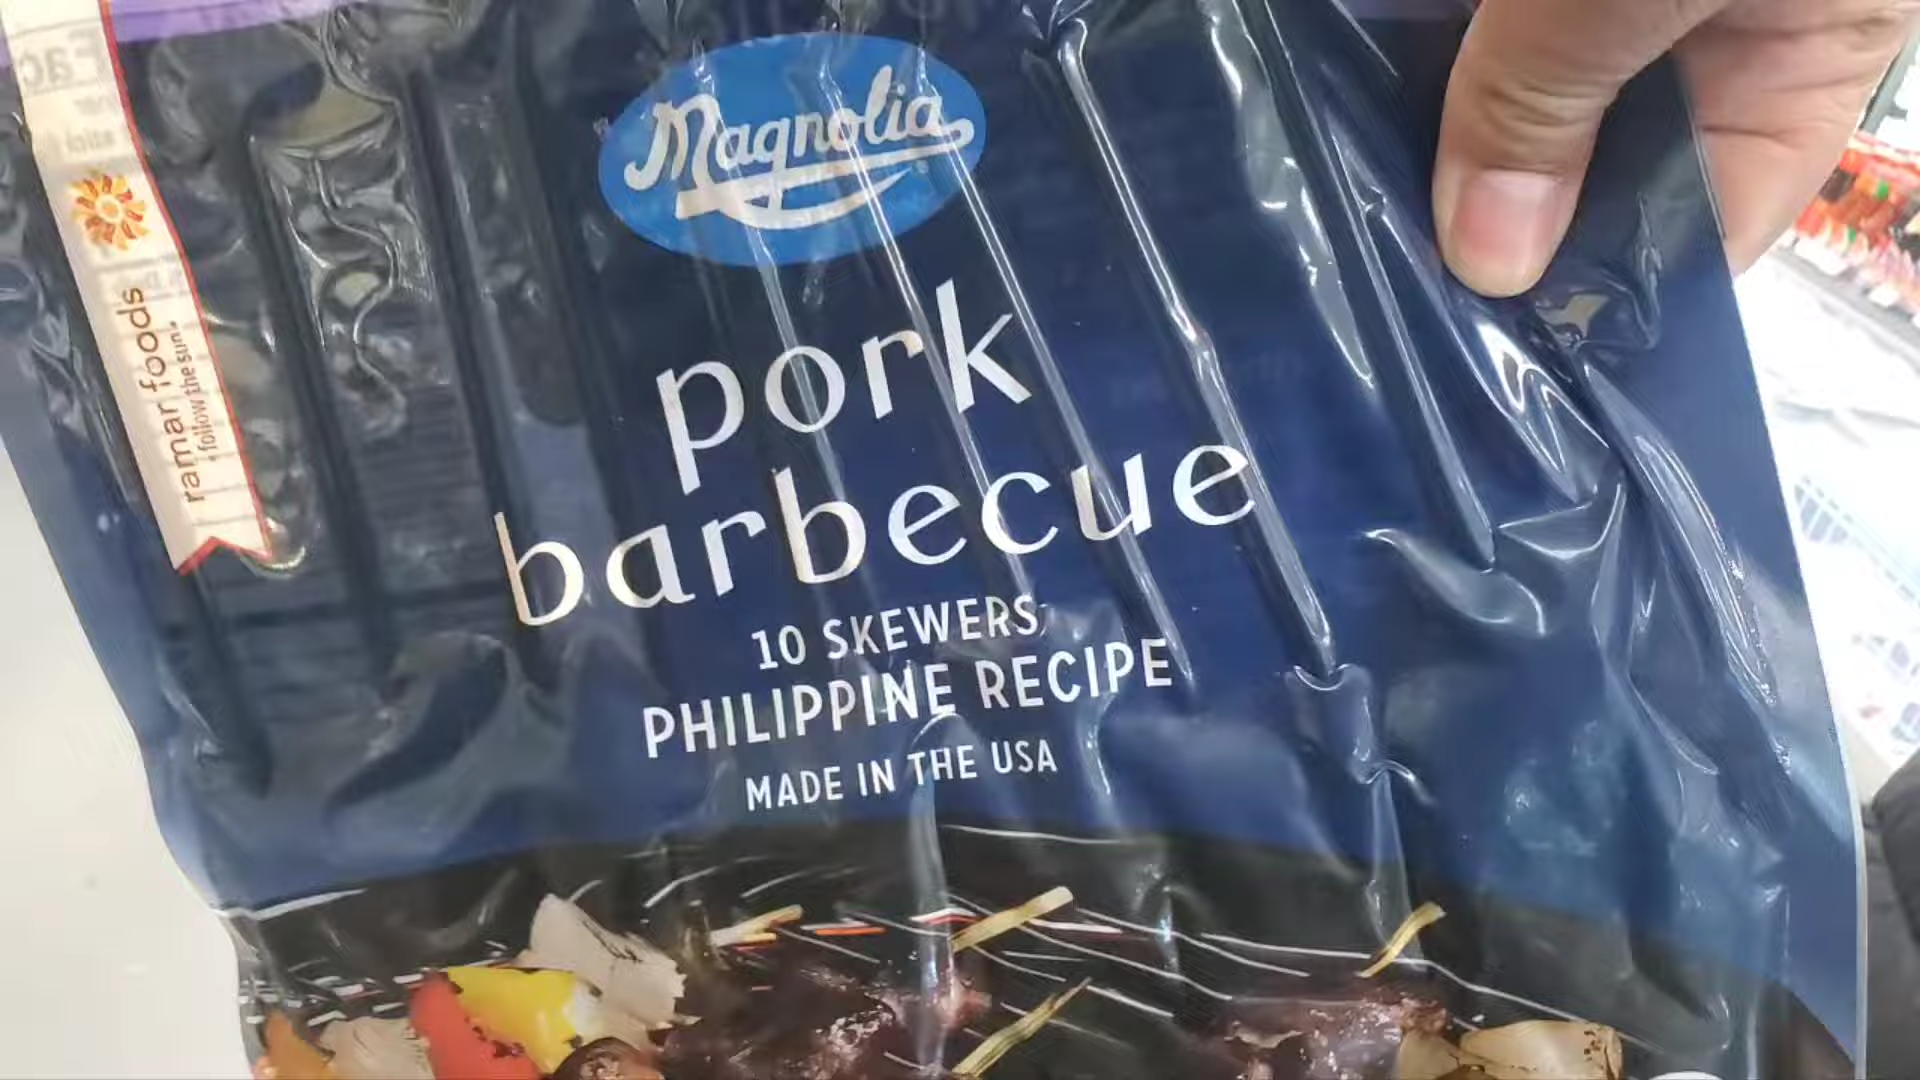 Magnolia
pork
barbecue
10 SKEWERS
PHILIPPINE RECIPE
MADE IN THE USA
ramar foods
"follow the sun"